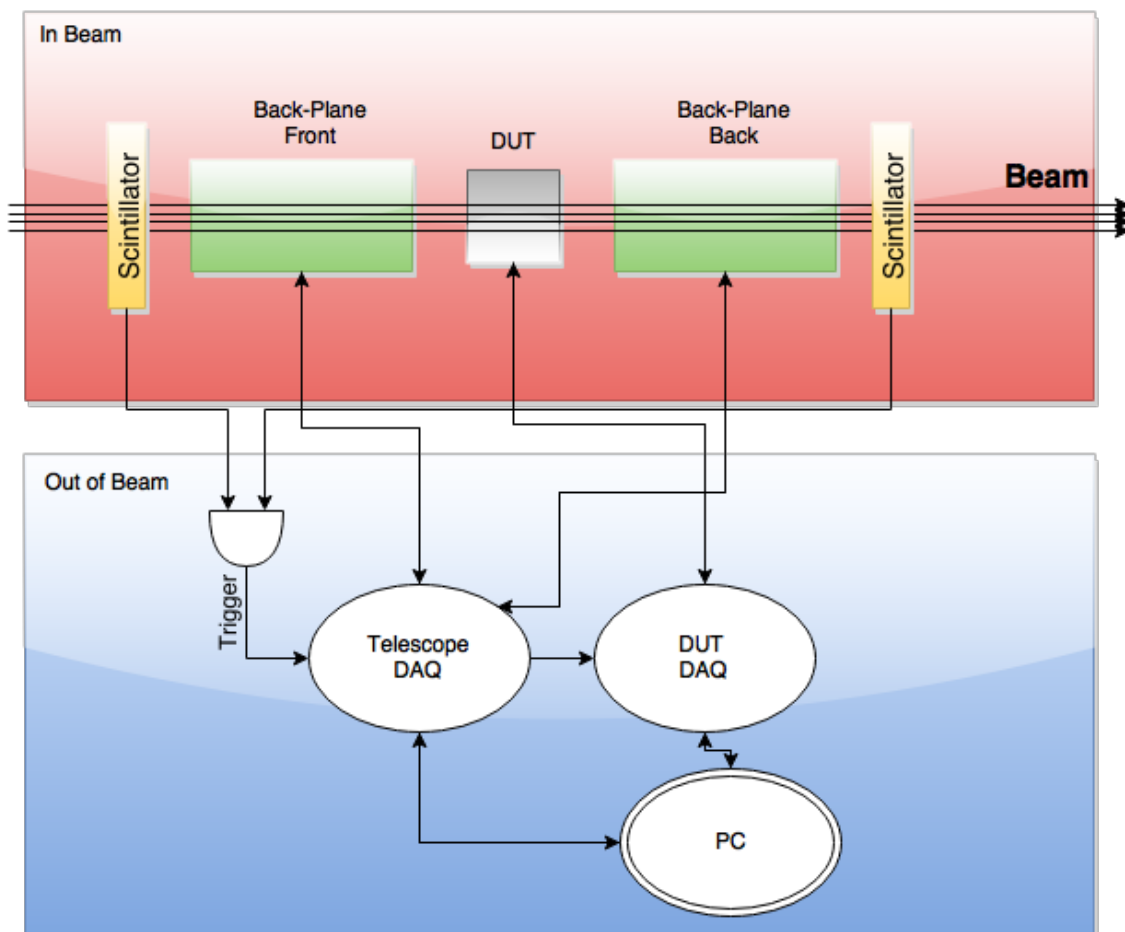 In Beam
Back-Plane
Front
DUT
Back-Plane
Back
Scintillator
Beam
Scintillator
Out of Beam
Trigger
Telescope
DAQ
DUT
DAQ
PC